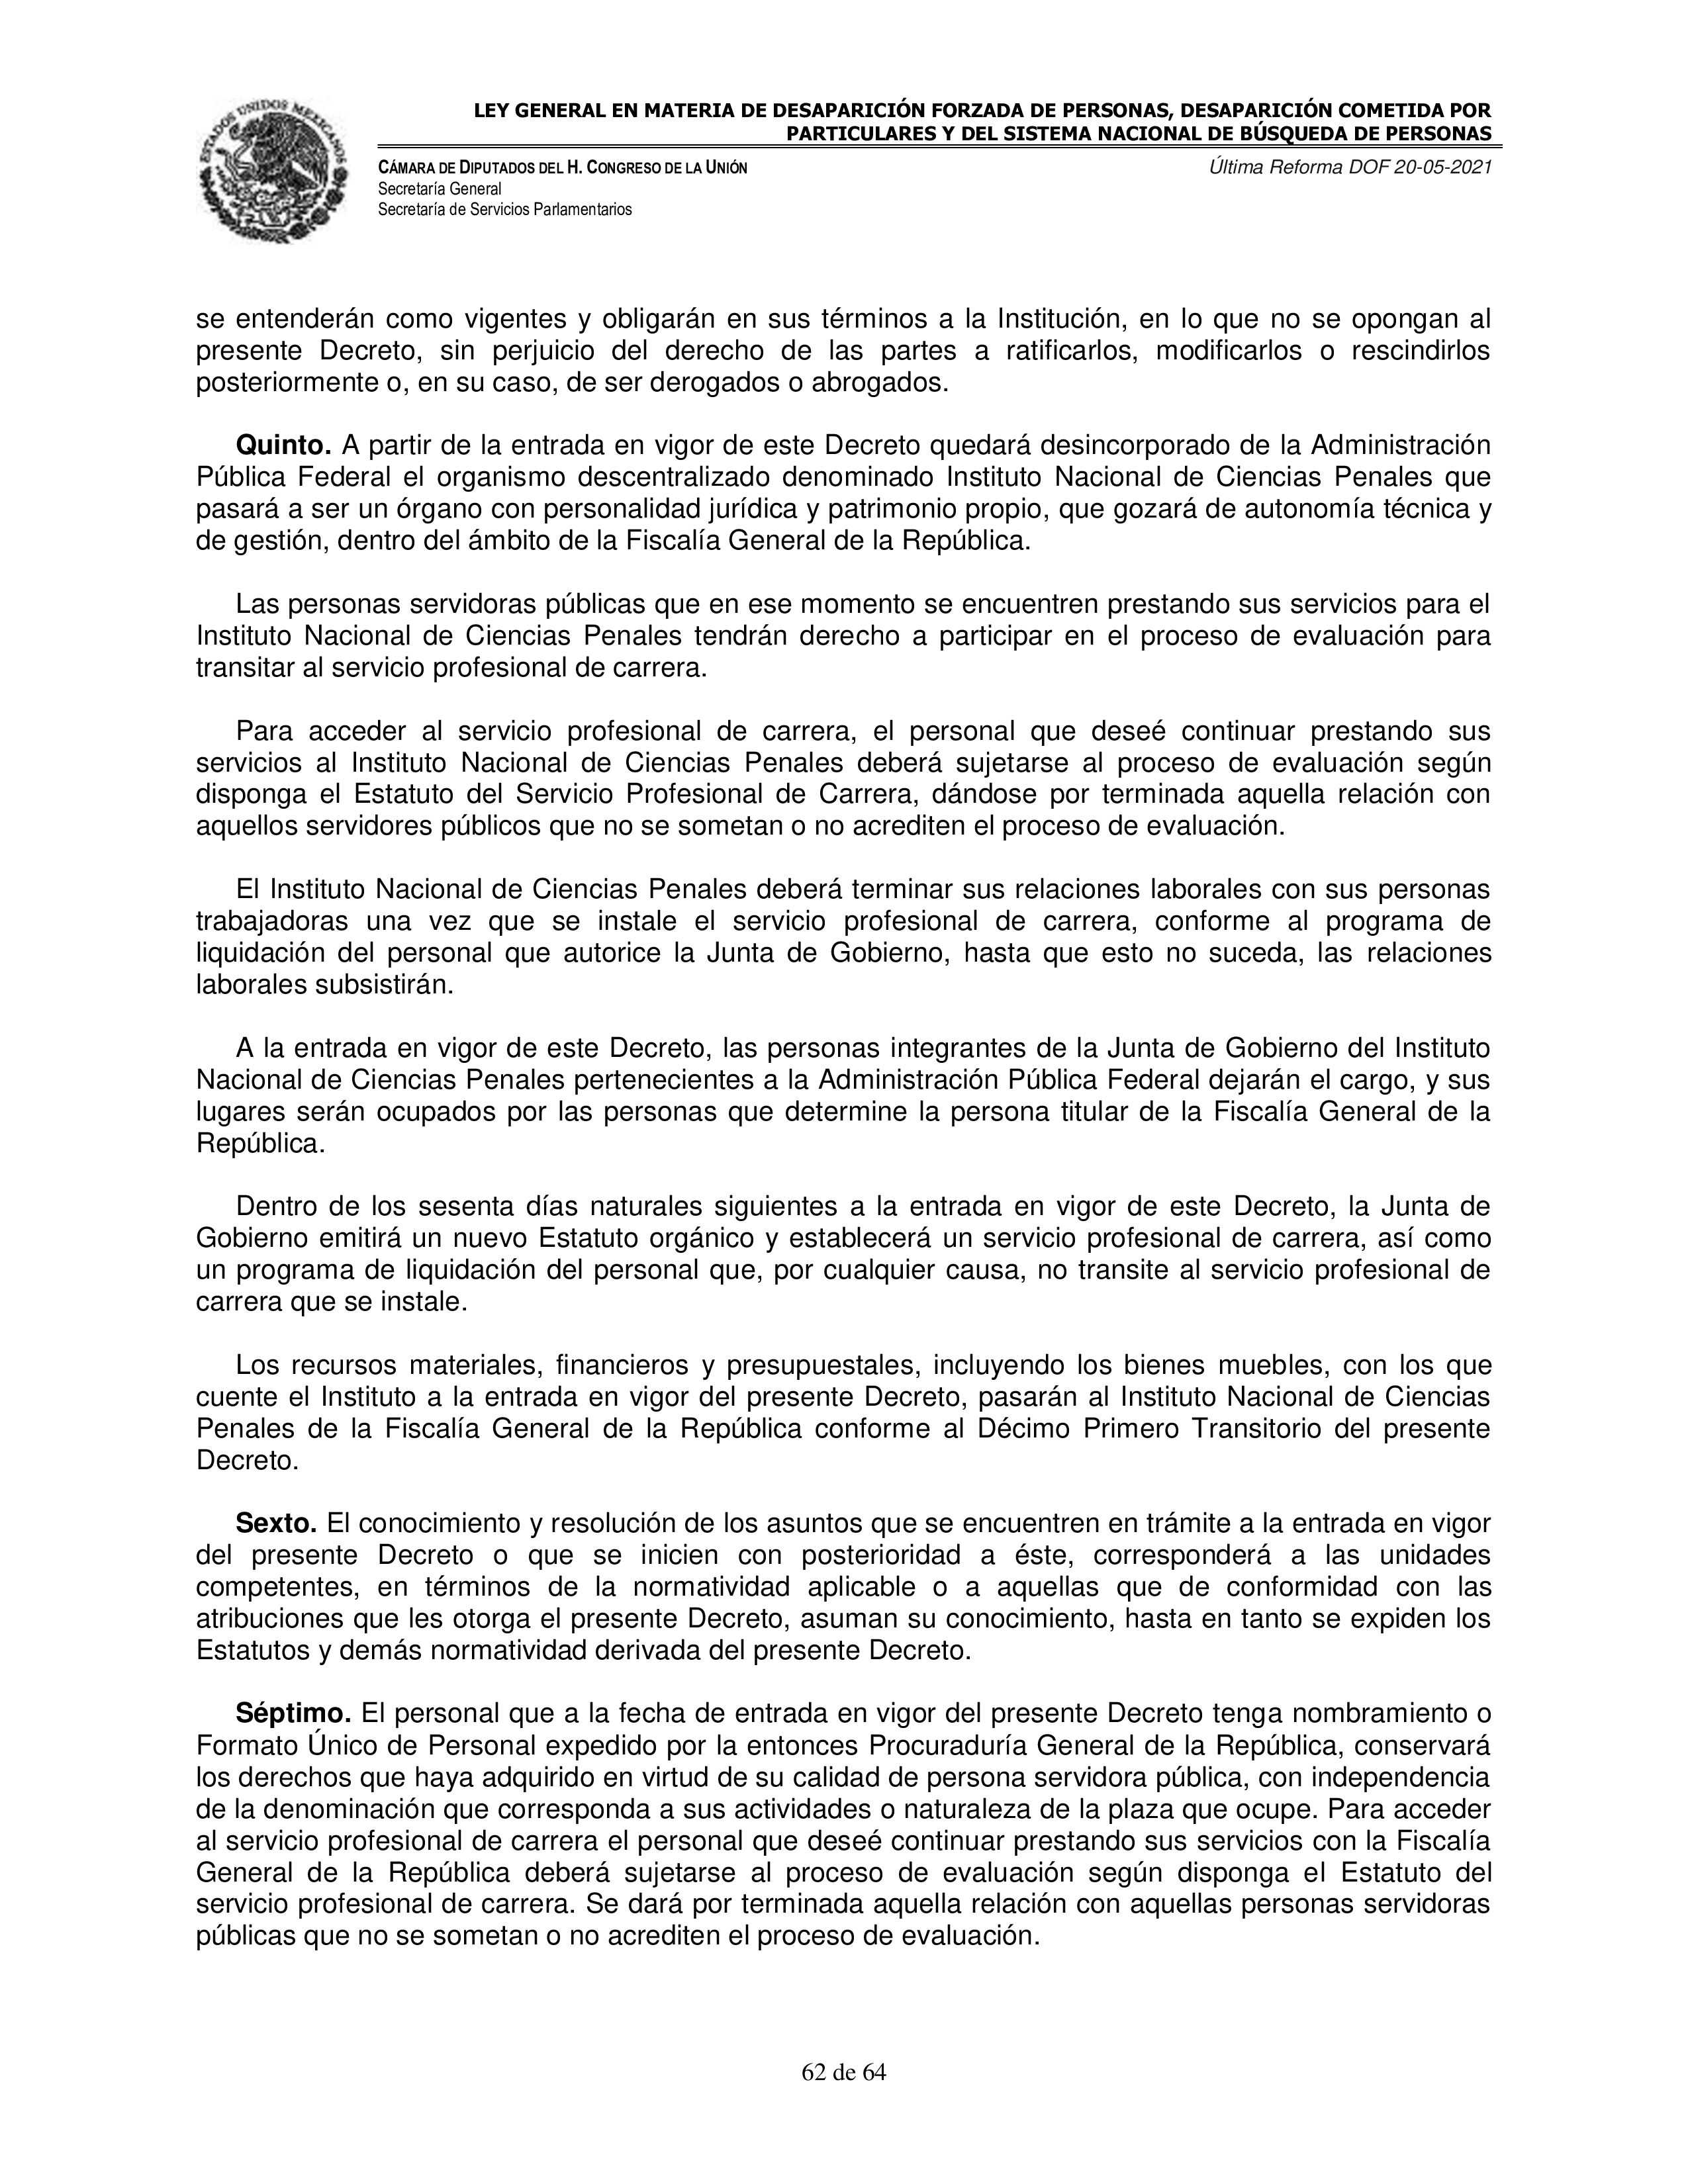 ESTADOS UNIDOS MEXICANOS
LEY GENERAL EN MATERIA DE DESAPARICIÓN FORZADA DE PERSONAS, DESAPARICIÓN COMETIDA POR
PARTICULARES Y DEL SISTEMA NACIONAL DE BÚSQUEDA DE PERSONAS
CÁMARA DE DIPUTADOS DEL H. CONGRESO DE LA UNIÓN
Última Reforma DOF 20-05-2021
Secretaría General
Secretaría de Servicios Parlamentarios
se entenderán como vigentes y obligarán en sus términos a la Institución, en lo que no se opongan al
presente Decreto, sin perjuicio del derecho de las partes a ratificarlos, modificarlos o rescindirlos
posteriormente o, en su caso, de ser derogados o abrogados.
Quinto. A partir de la entrada en vigor de este Decreto quedará desincorporado de la Administración
Pública Federal el organismo descentralizado denominado Instituto Nacional de Ciencias Penales que
pasará a ser un órgano con personalidad jurídica y patrimonio propio, que gozará de autonomía técnica y
de gestión, dentro del ámbito de la Fiscalía General de la República.
Las personas servidoras públicas que en ese momento se encuentren prestando sus servicios para el
Instituto Nacional de Ciencias Penales tendrán derecho a participar en el proceso de evaluación para
transitar al servicio profesional de carrera.
Para acceder al servicio profesional de carrera, el personal que deseé continuar prestando sus
servicios al Instituto Nacional de Ciencias Penales deberá sujetarse al proceso de evaluación según
disponga el Estatuto del Servicio Profesional de Carrera, dándose por terminada aquella relación con
aquellos servidores públicos que no se sometan o no acrediten el proceso de evaluación.
El Instituto Nacional de Ciencias Penales deberá terminar sus relaciones laborales con sus personas
trabajadoras una vez que se instale el servicio profesional de carrera, conforme al programa de
liquidación del personal que autorice la Junta de Gobierno, hasta que esto no suceda, las relaciones
laborales subsistirán.
A la entrada en vigor de este Decreto, las personas integrantes de la Junta de Gobierno del Instituto
Nacional de Ciencias Penales pertenecientes a la Administración Pública Federal dejarán el cargo, y sus
lugares serán ocupados por las personas que determine la persona titular de la Fiscalía General de la
República.
Dentro de los sesenta días naturales siguientes a la entrada en vigor de este Decreto, la Junta de
Gobierno emitirá un nuevo Estatuto orgánico y establecerá un servicio profesional de carrera, así como
un programa de liquidación del personal que, por cualquier causa, no transite al servicio profesional de
carrera que se instale.
Los recursos materiales, financieros y presupuestales, incluyendo los bienes muebles, con los que
cuente el Instituto a la entrada en vigor del presente Decreto, pasarán al Instituto Nacional de Ciencias
Penales de la Fiscalía General de la República conforme al Décimo Primero Transitorio del presente
Decreto.
Sexto. El conocimiento y resolución de los asuntos que se encuentren en trámite a la entrada en vigor
del presente Decreto o que se inicien con posterioridad a éste, corresponderá a las unidades
competentes, en términos de la normatividad aplicable o a aquellas que de conformidad con las
atribuciones que les otorga el presente Decreto, asuman su conocimiento, hasta en tanto se expiden los
Estatutos y demás normatividad derivada del presente Decreto.
Séptimo. El personal que a la fecha de entrada en vigor del presente Decreto tenga nombramiento o
Formato Único de Personal expedido por la entonces Procuraduría General de la República, conservará
los derechos que haya adquirido en virtud de su calidad de persona servidora pública, con independencia
de la denominación que corresponda a sus actividades o naturaleza de la plaza que ocupe. Para acceder
al servicio profesional de carrera el personal que deseé continuar prestando sus servicios con la Fiscalía
General de la República deberá sujetarse al proceso de evaluación según disponga el Estatuto del
servicio profesional de carrera. Se dará por terminada aquella relación con aquellas personas servidoras
públicas que no se sometan o no acrediten el proceso de evaluación.
62 de 64